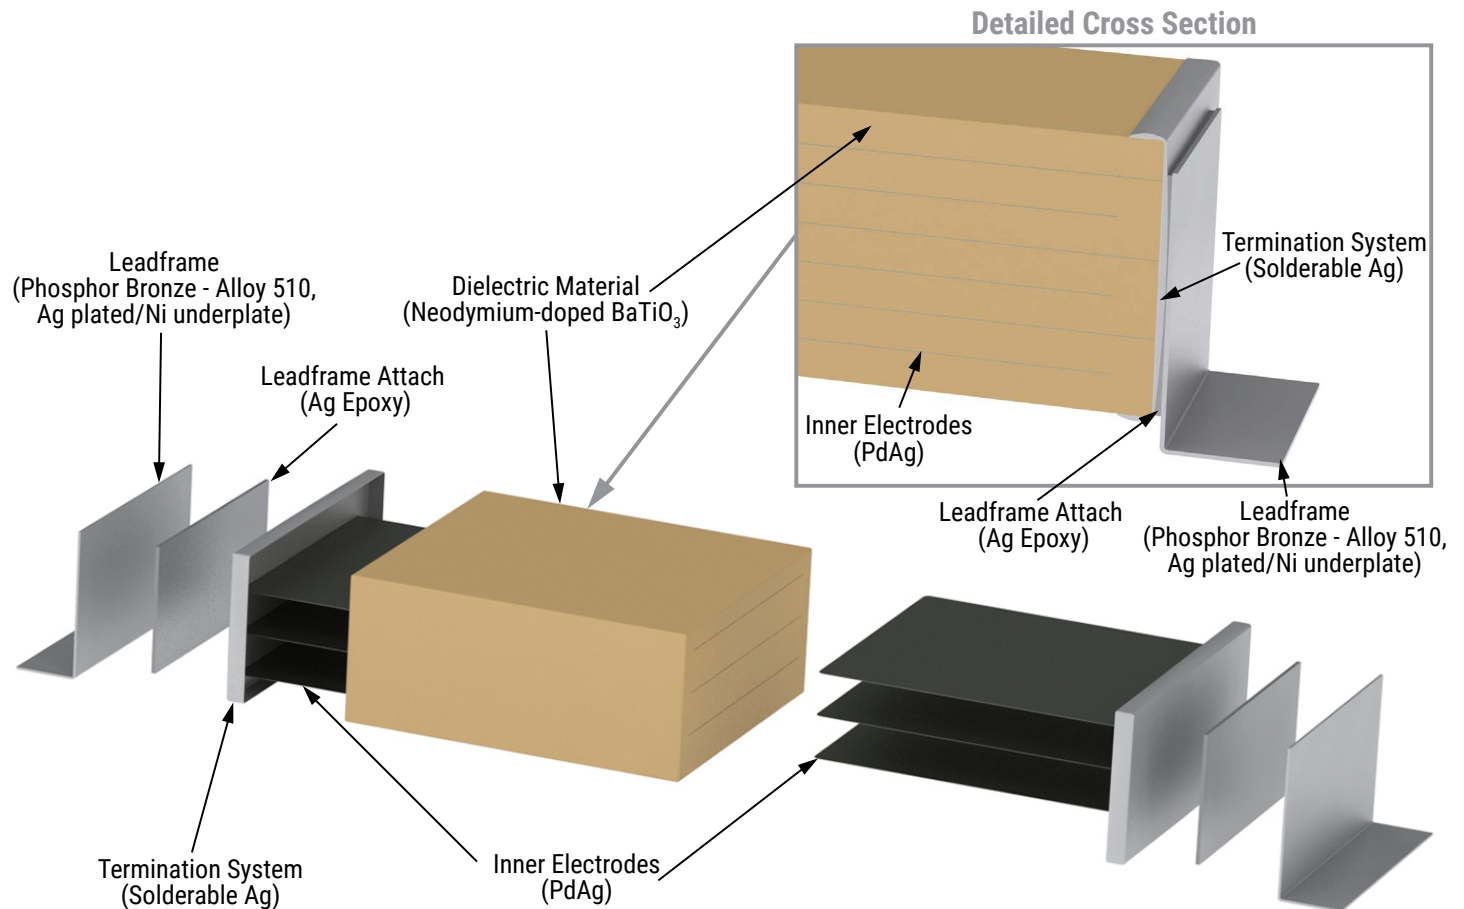 Detailed Cross Section
Termination System
(Solderable Ag)
Leadframe
(Phosphor Bronze - Alloy 510,
Ag plated/Ni underplate)
Dielectric Material
(Neodymium-doped BaTiO₃)
Leadframe Attach
(Ag Epoxy)
Inner Electrodes
(PdAg)
Leadframe Attach
(Ag Epoxy)
Leadframe
(Phosphor Bronze - Alloy 510,
Ag plated/Ni underplate)
Termination System
(Solderable Ag)
Inner Electrodes
(PdAg)